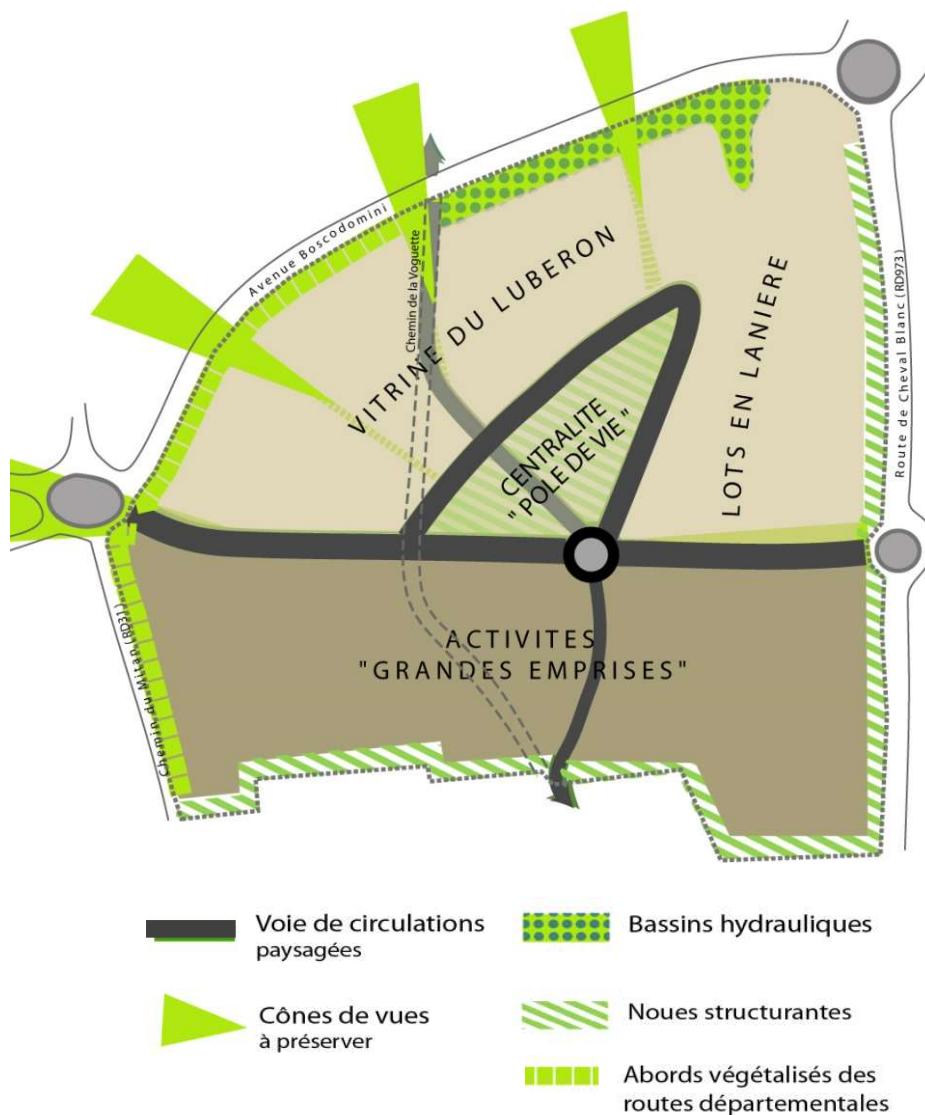 Avenue Boscodomini
Chemin de la Voguette
VITRINE DU LUBERON
LOTS EN LANIERE
Route de Cheval Blanc (RD973)
CENTRALITE
"POLE DE VIE"
ACTIVITES
"GRANDES EMPRISES"
Chemin du Mitan (RD31)
Voie de circulations
paysagées
Bassins hydrauliques
Cônes de vues
à préserver
Noues structurantes
Abords végétalisés des
routes départementales